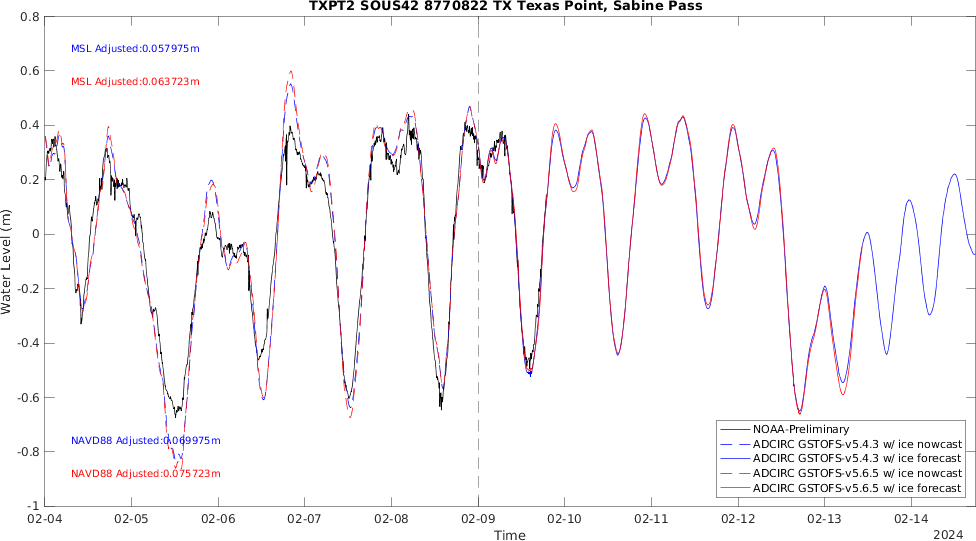 TXPT2 SOUS42 8770822 TX Texas Point, Sabine Pass
0.8
0.6
0.4
0.2
0
-0.2
-0.4
-0.6
-0.8
-1
Water Level (m)
MSL Adjusted:0.057975m
MSL Adjusted:0.063723m
NAVD88 Adjusted:0.069975m
NAVD88 Adjusted:0.075723m
NOAA-Preliminary
ADCIRC GSTOFS-v5.4.3 w/ ice nowcast
ADCIRC GSTOFS-v5.4.3 w/ ice forecast
ADCIRC GSTOFS-v5.6.5 w/ ice nowcast
ADCIRC GSTOFS-v5.6.5 w/ ice forecast
02-04 02-05 02-06 02-07 02-08 02-09 02-10 02-11 02-12 02-13 02-14
2024
Time